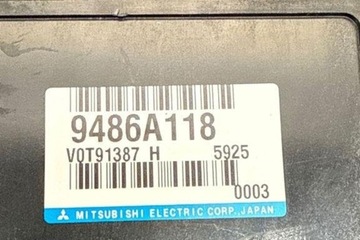 9486A118
V0T91387 H 5925
0003
MITSUBISHI ELECTRIC CORP., JAPAN